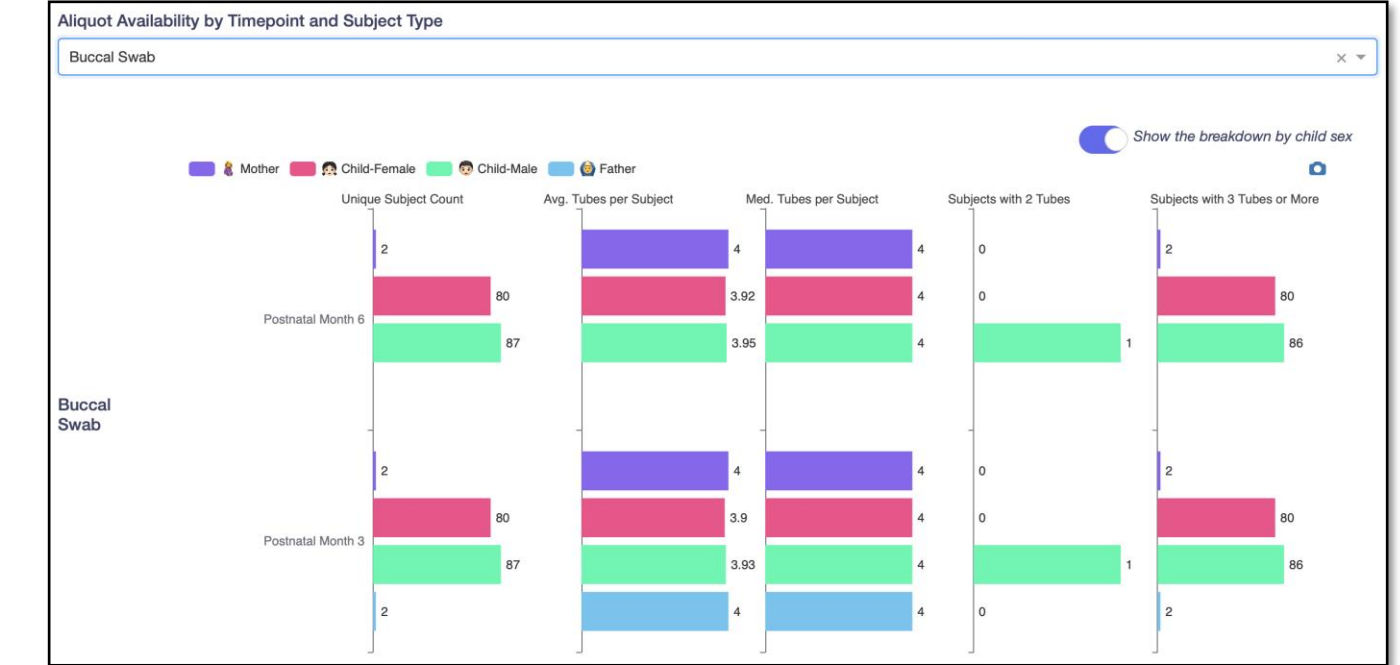 Aliquot Availability by Timepoint and Subject Type
Buccal Swab
Show the breakdown by child sex
Mother Child-Female Child-Male Father
Unique Subject Count Avg. Tubes per Subject Med. Tubes per Subject Subjects with 2 Tubes Subjects with 3 Tubes or More
2 4 4 0 2
80 3.92 4 0 80
Postnatal Month 6
87 3.95 4 1 86
Buccal
Swab
2 4 4 0 2
80 3.9 4 0 80
Postnatal Month 3
87 3.93 4 1 86
2 4 4 0 2